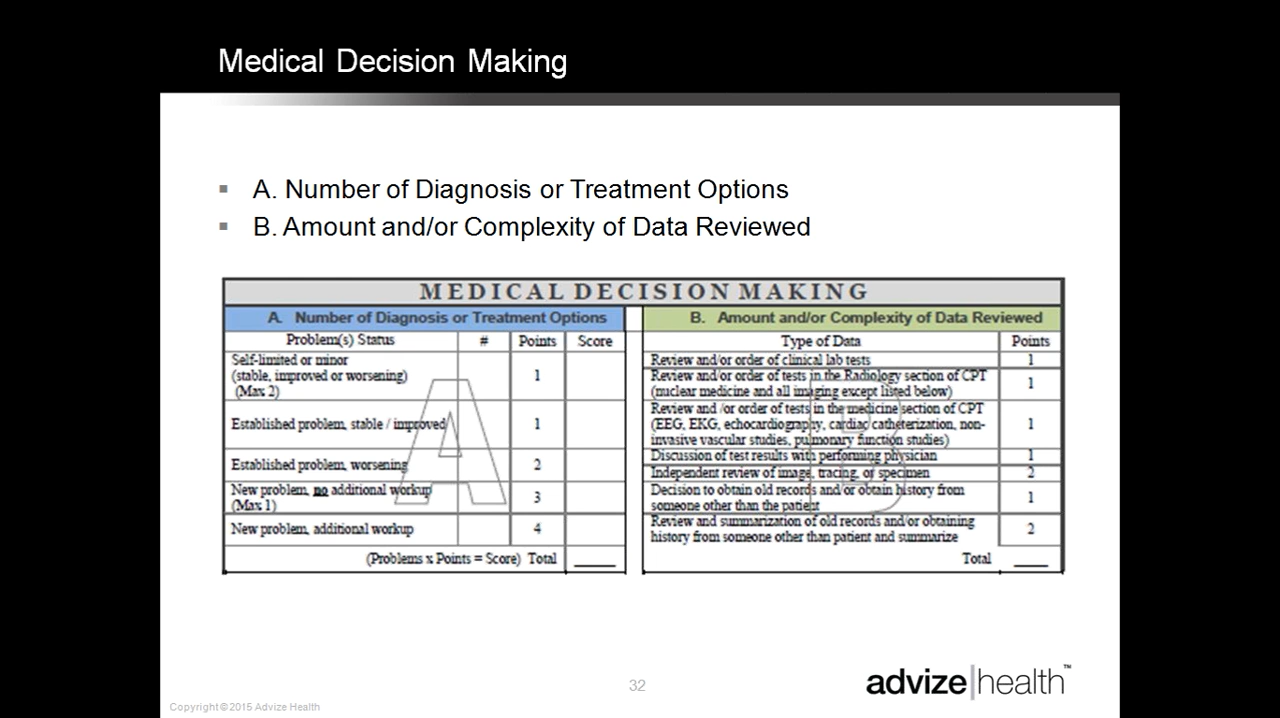 Medical Decision Making
▪ A. Number of Diagnosis or Treatment Options
▪ B. Amount and/or Complexity of Data Reviewed
MEDICAL DECISION MAKING
A. Number of Diagnosis or Treatment Options
Problem(s) Status # Points Score
Self-limited or minor
(stable, improved or worsening)
(Max 2)
1
Established problem, stable / improved 1
Established problem, worsening 2
New problem, no additional workup
(Max 1)
3
New problem, additional workup 4
(Problems x Points = Score) Total ____
A
B. Amount and/or Complexity of Data Reviewed
Type of Data Points
Review and/or order of clinical lab tests 1
Review and/or order of tests in the Radiology section of CPT
(nuclear medicine and all imaging except listed below)
1
Review and /or order of tests in the medicine section of CPT
(EEG, EKG, echocardiography, cardiac catheterization, non-
invasive vascular studies, pulmonary function studies)
1
Discussion of test results with performing physician 1
Independent review of image, tracing, or specimen 2
Decision to obtain old records and/or obtain history from
someone other than the patient
1
Review and summarization of old records and/or obtaining
history from someone other than patient and summarize
2
Total ____
B
32
advize|health™
Copyright©2015 Advize Health